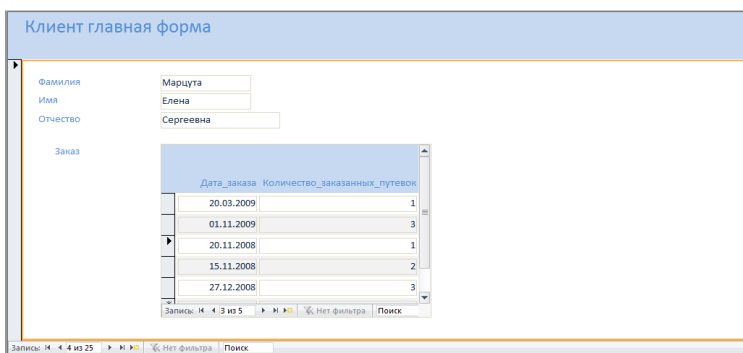 Клиент главная форма
Фамилия Марцута
Имя Елена
Отчество Сергеевна
Заказ
Дата_заказа Количество_заказанных_путевок
20.03.2009 1
01.11.2009 3
20.11.2008 1
15.11.2008 2
27.12.2008 3
Запись: 3 из 5 Нет фильтра Поиск
Запись: 4 из 25 Нет фильтра Поиск